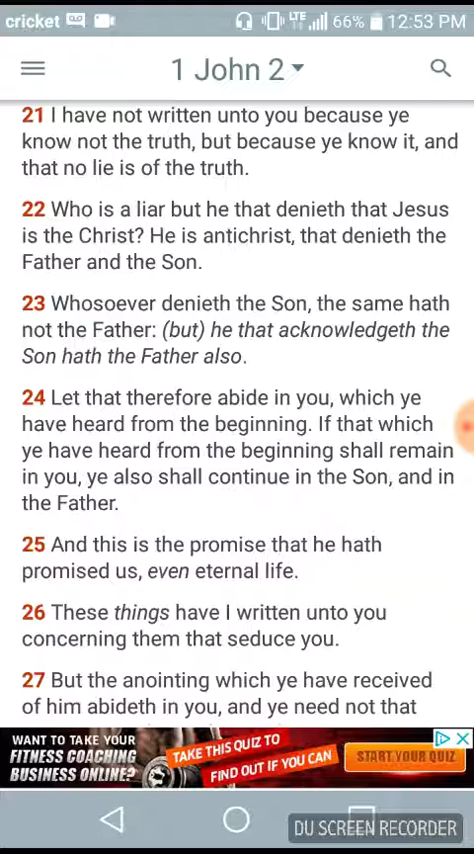 cricket LTE 66% 12:53 PM
1 John 2
21 I have not written unto you because ye
know not the truth, but because ye know it, and
that no lie is of the truth.
22 Who is a liar but he that denieth that Jesus
is the Christ? He is antichrist, that denieth the
Father and the Son.
23 Whosoever denieth the Son, the same hath
not the Father: (but) he that acknowledgeth the
Son hath the Father also.
24 Let that therefore abide in you, which ye
have heard from the beginning. If that which
ye have heard from the beginning shall remain
in you, ye also shall continue in the Son, and in
the Father.
25 And this is the promise that he hath
promised us, even eternal life.
26 These things have I written unto you
concerning them that seduce you.
27 But the anointing which ye have received
of him abideth in you, and ye need not that
WANT TO TAKE YOUR
FITNESS COACHING
BUSINESS ONLINE?
TAKE THIS QUIZ TO
FIND OUT IF YOU CAN
START YOUR QUIZ
DU SCREEN RECORDER